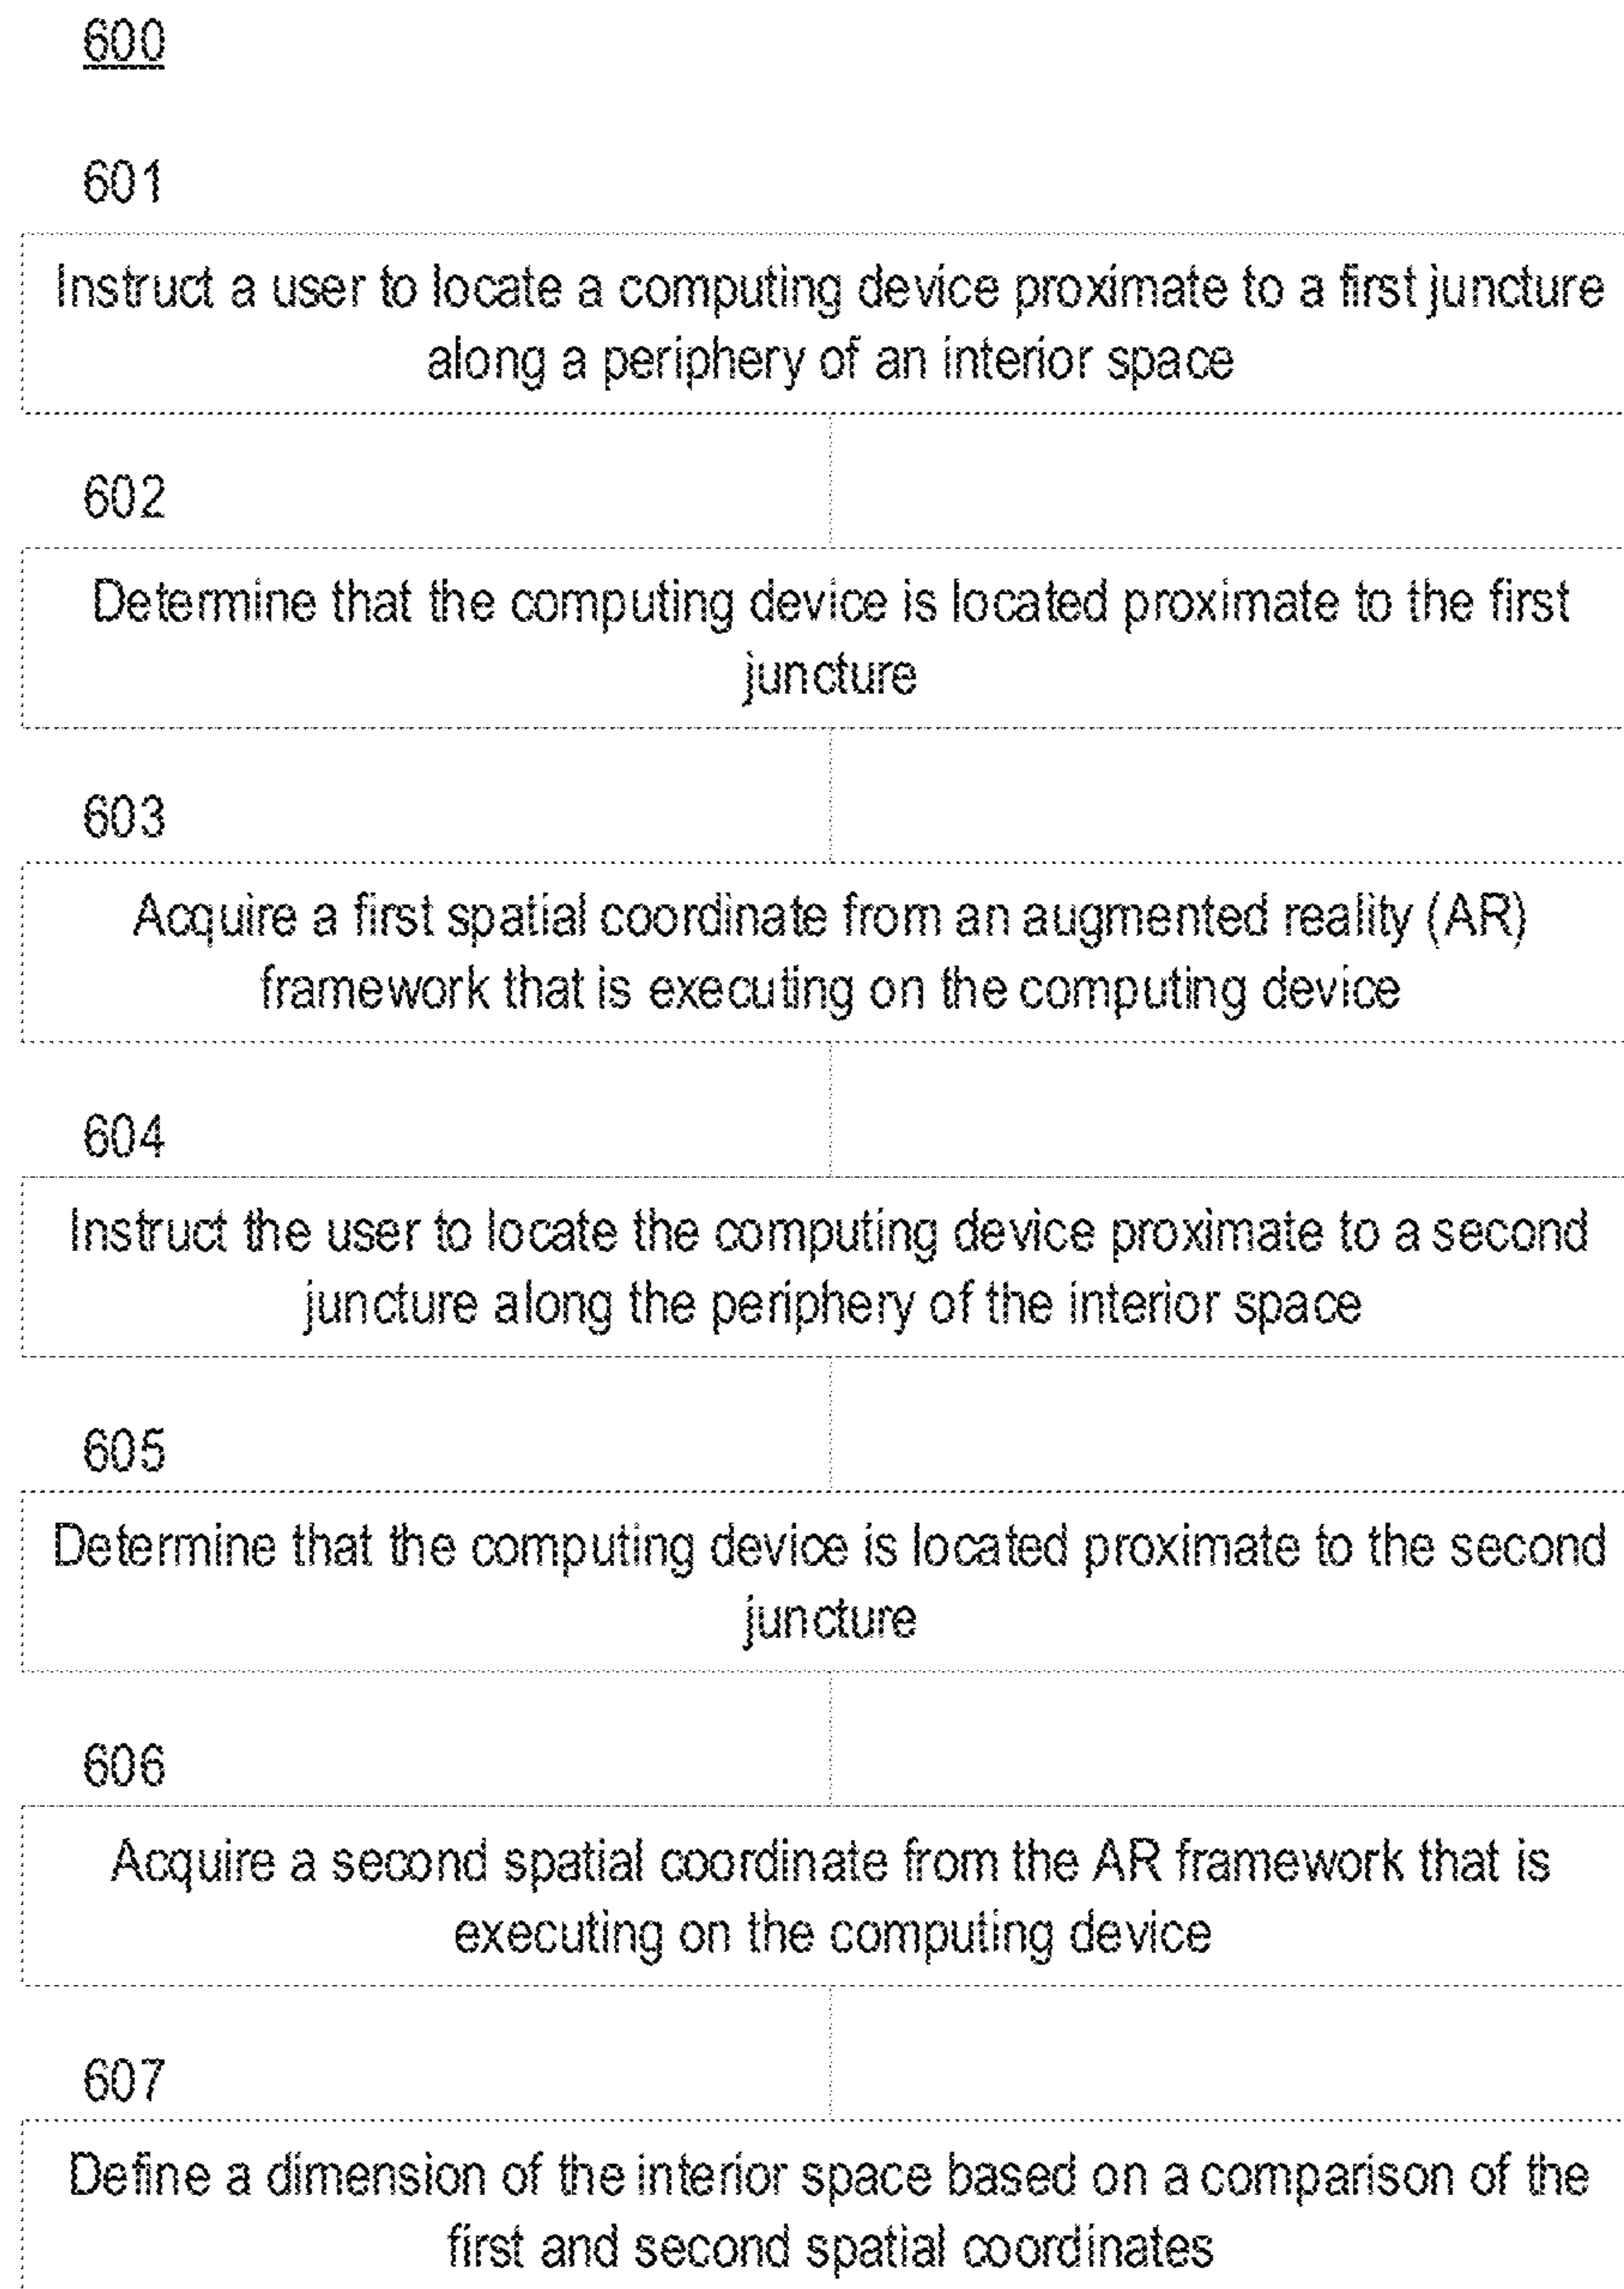 600
601
Instruct a user to locate a computing device proximate to a first juncture
along a periphery of an interior space
602
Determine that the computing device is located proximate to the first
juncture
603
Acquire a first spatial coordinate from an augmented reality (AR)
framework that is executing on the computing device
604
Instruct the user to locate the computing device proximate to a second
juncture along the periphery of the interior space
605
Determine that the computing device is located proximate to the second
juncture
606
Acquire a second spatial coordinate from the AR framework that is
executing on the computing device
607
Define a dimension of the interior space based on a comparison of the
first and second spatial coordinates